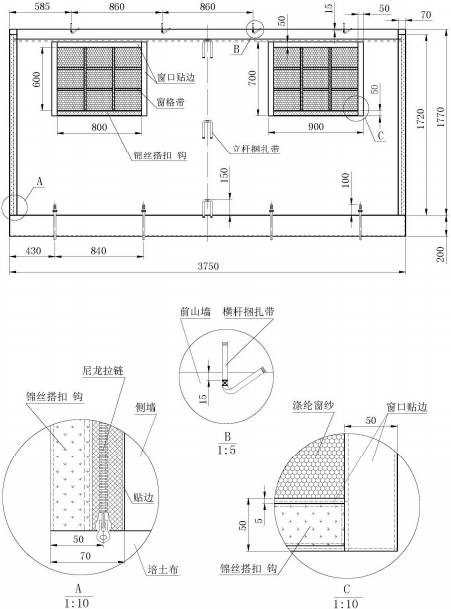 585
860
860
50
15
50
70
B
600
窗口贴边
700
窗格带
50
800
900
1720
1770
锦丝搭扣 钩
立杆捆扎带
C
A
150
100
430
840
200
3750
前山墙
横杆捆扎带
尼龙拉链
锦丝搭扣 钩
侧墙
15
B
1:5
涤纶窗纱
窗口贴边
50
贴边
50
5
50
70
培土布
锦丝搭扣 钩
A
1:10
C
1:10